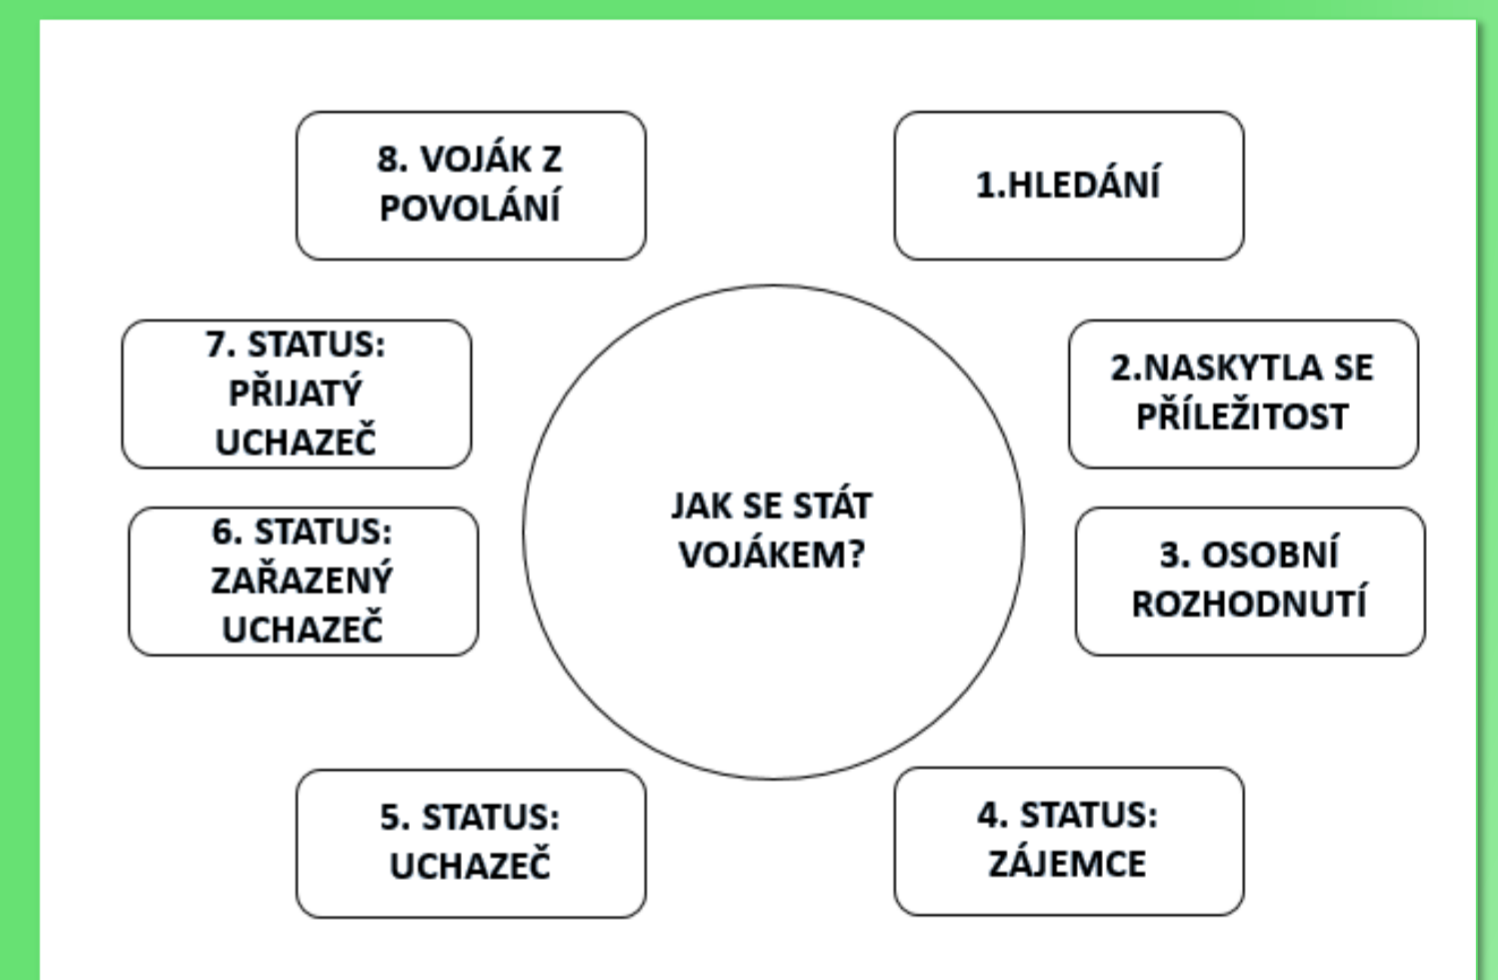 8. VOJÁK Z
POVOLÁNÍ
1.HLEDÁNÍ
7. STATUS:
PŘIJATÝ
UCHAZEČ
2.NASKYTLA SE
PŘÍLEŽITOST
JAK SE STÁT
VOJÁKEM?
6. STATUS:
ZAŘAZENÝ
UCHAZEČ
3. OSOBNÍ
ROZHODNUTÍ
5. STATUS:
UCHAZEČ
4. STATUS:
ZÁJEMCE